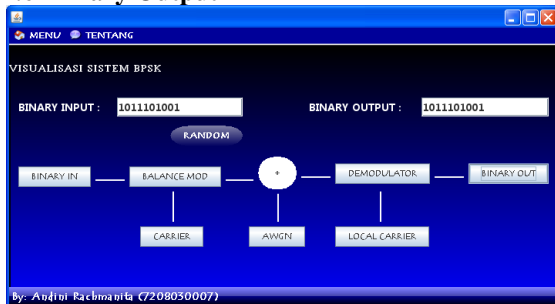 MENU TENTANG
VISUALISASI SISTEM BPSK
BINARY INPUT : 1011101001 BINARY OUTPUT : 1011101001
RANDOM
BINARY IN BALANCE MOD + DEMODULATOR BINARY OUT
CARRIER AWGN LOCAL CARRIER
By: Andini Rachmanita (7208030007)